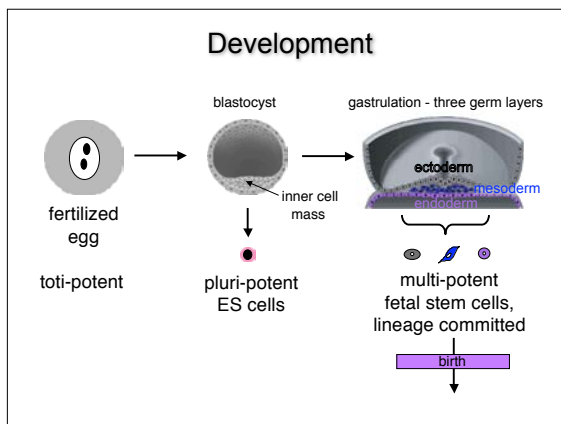 Development
blastocyst
gastrulation - three germ layers
ectoderm
mesoderm
endoderm
inner cell
mass
fertilized
egg
toti-potent
pluri-potent
ES cells
multi-potent
fetal stem cells,
lineage committed
birth